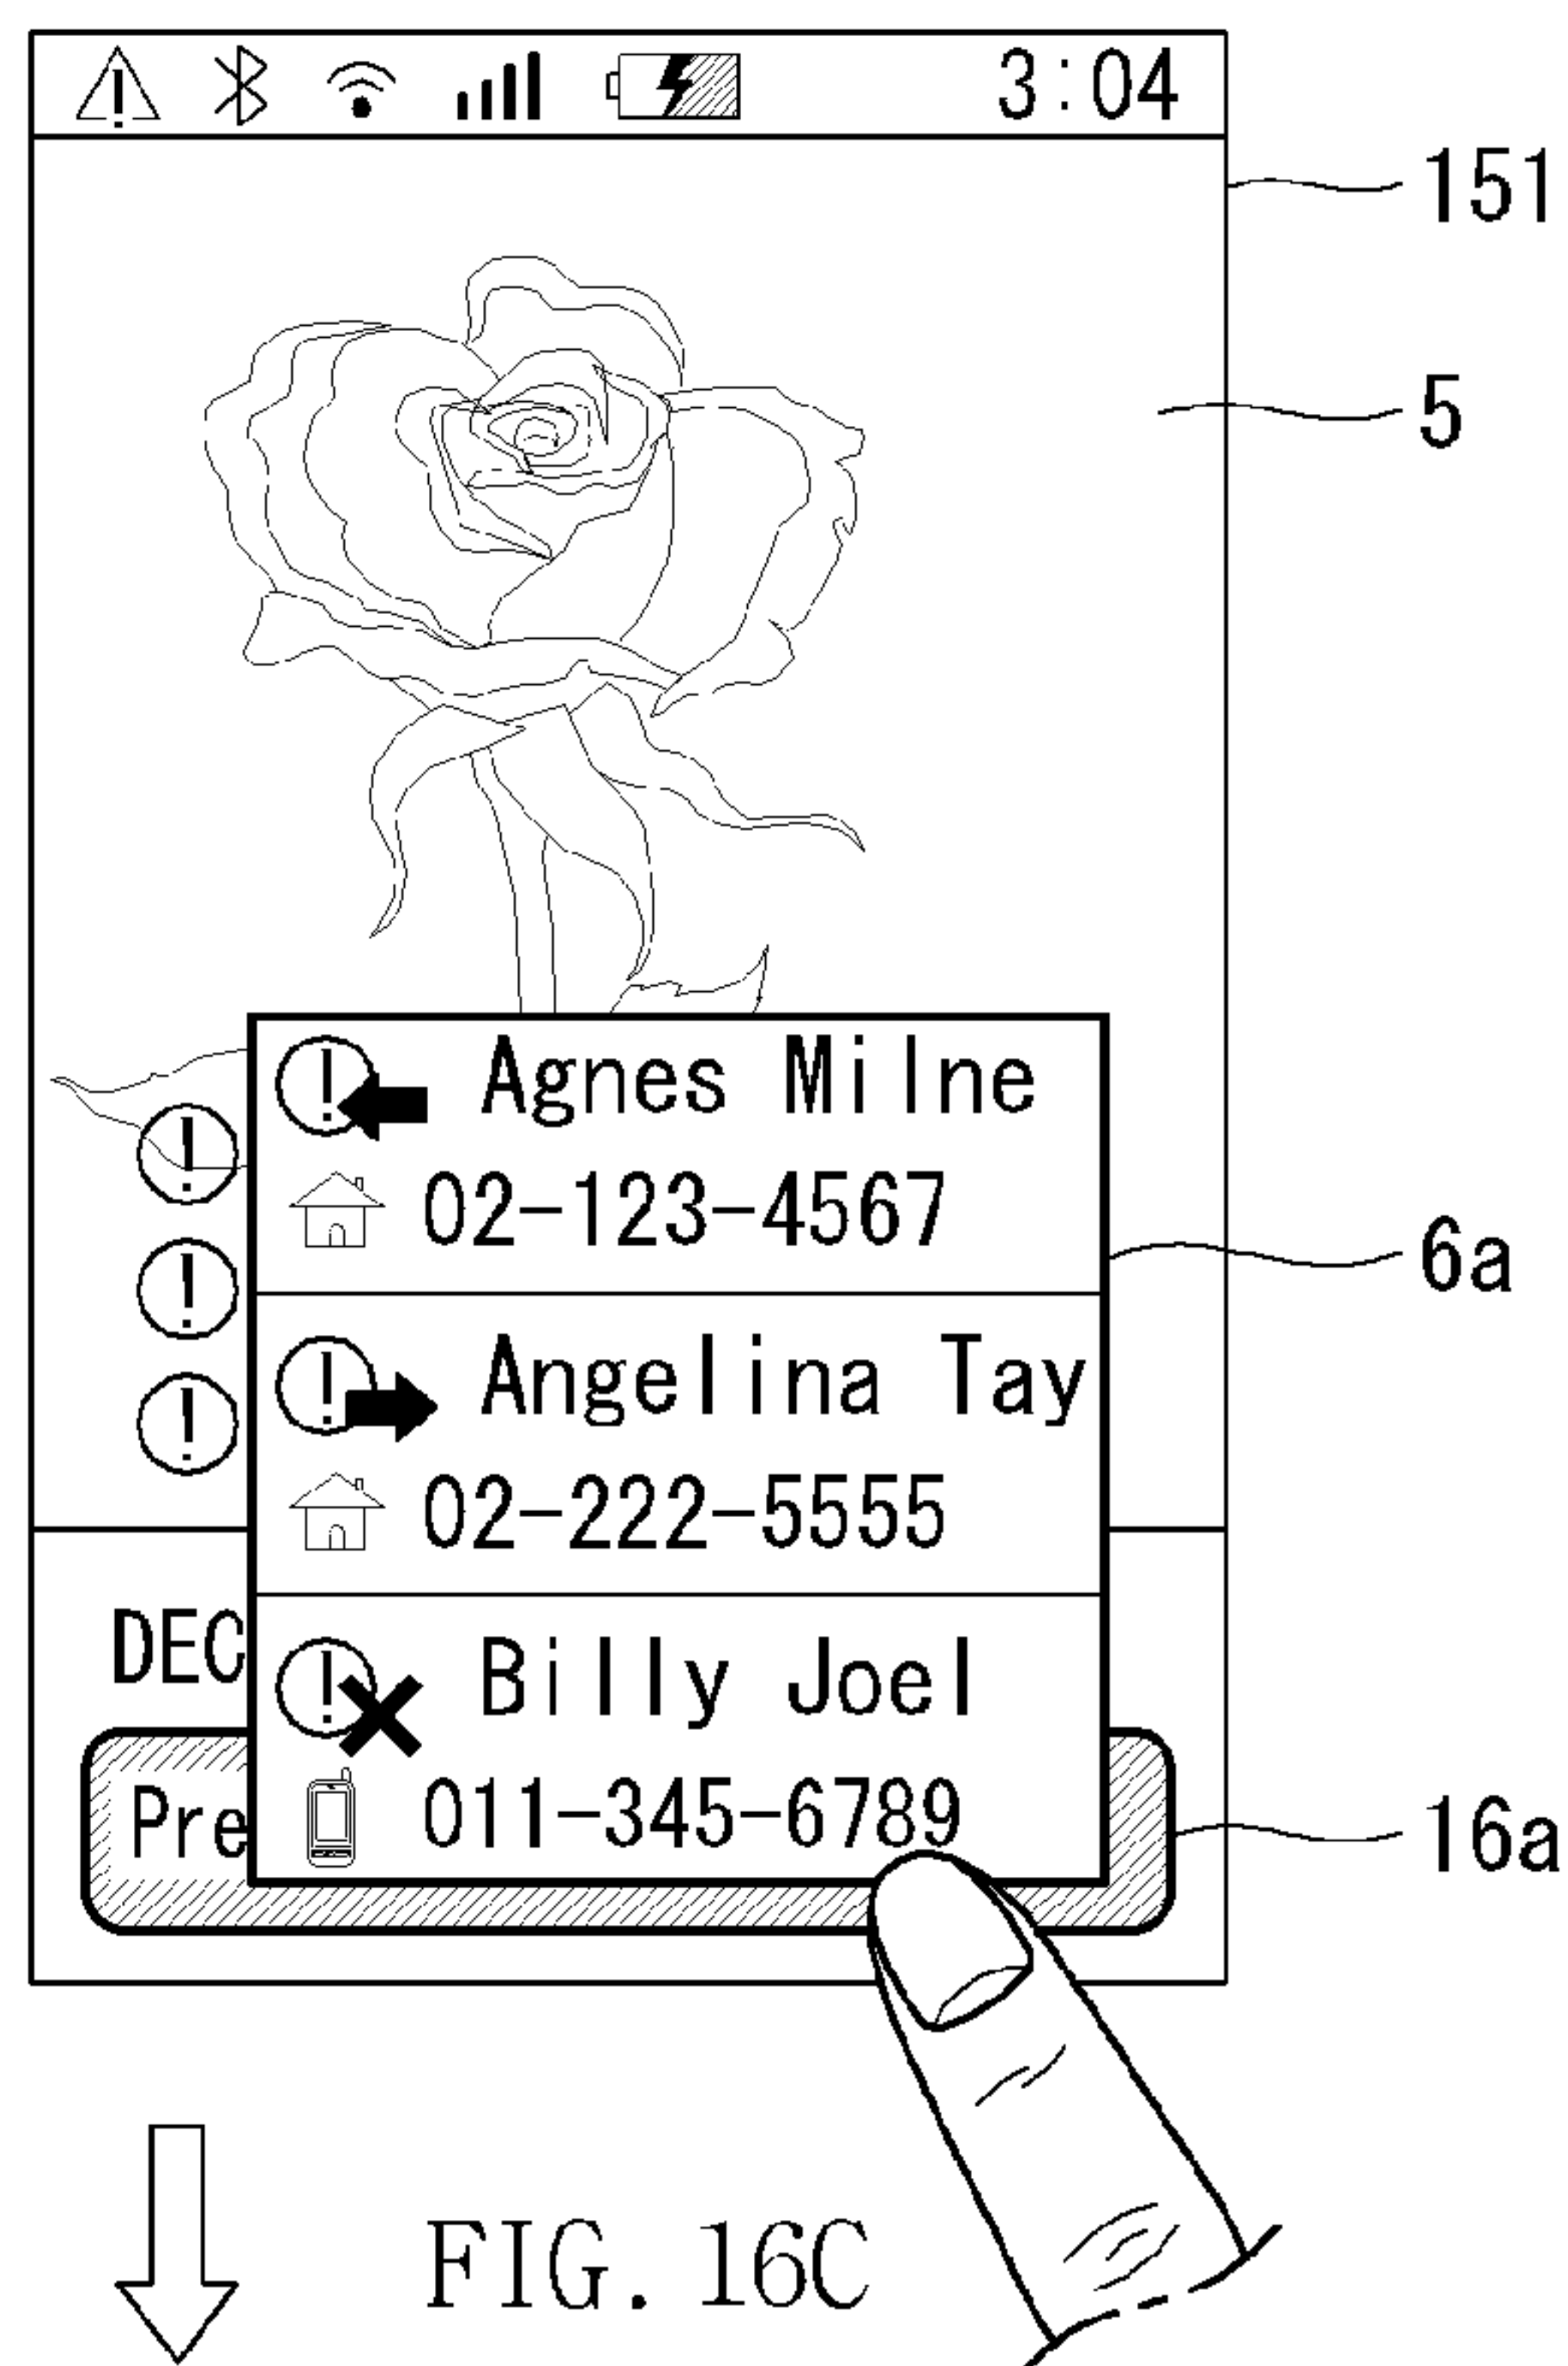 3:04
151
5
Agnes Milne
02-123-4567
6a
Angelina Tay
02-222-5555
DEC
Billy Joel
Pre
011-345-6789
16a
FIG. 16C